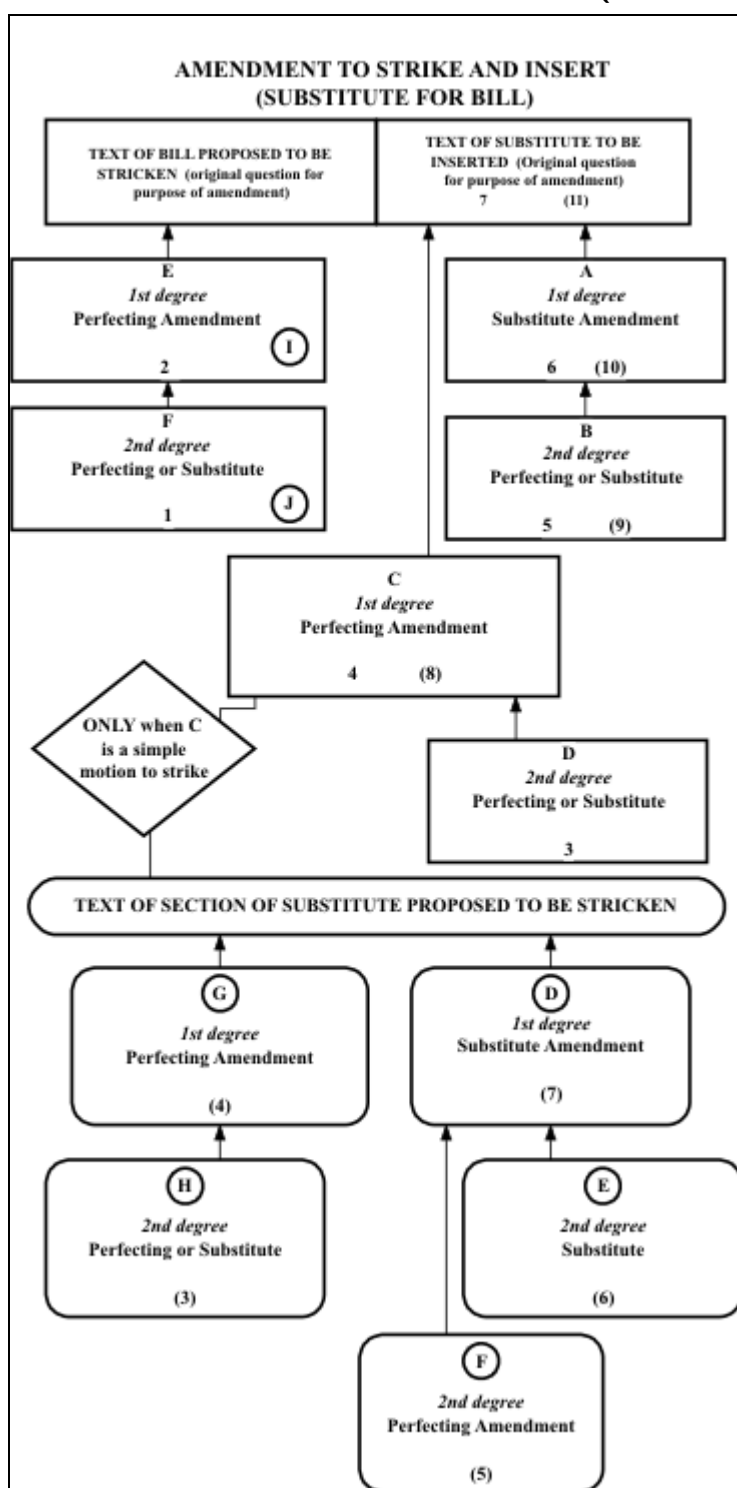 AMENDMENT TO STRIKE AND INSERT
(SUBSTITUTE FOR BILL)
TEXT OF BILL PROPOSED TO BE
STRICKEN (original question for
purpose of amendment)
TEXT OF SUBSTITUTE TO BE
INSERTED (Original question
for purpose of amendment)
7 (11)
E
1st degree
Perfecting Amendment
I
2
A
1st degree
Substitute Amendment
6 (10)
F
2nd degree
Perfecting or Substitute
J
1
B
2nd degree
Perfecting or Substitute
5 (9)
C
1st degree
Perfecting Amendment
4 (8)
ONLY when C
is a simple
motion to strike
D
2nd degree
Perfecting or Substitute
3
TEXT OF SECTION OF SUBSTITUTE PROPOSED TO BE STRICKEN
G
1st degree
Perfecting Amendment
(4)
D
1st degree
Substitute Amendment
(7)
H
2nd degree
Perfecting or Substitute
(3)
E
2nd degree
Substitute
(6)
F
2nd degree
Perfecting Amendment
(5)